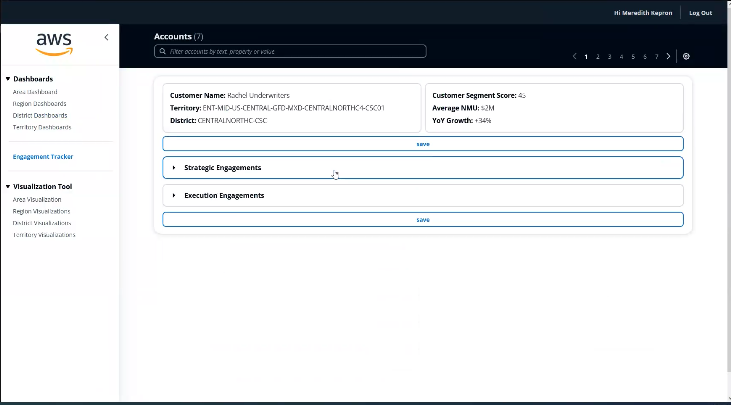 Hi Meredith Kepron
Log Out
aws
Accounts (7)
Filter accounts by text, property or value
1 2 3 4 5 6 7
Dashboards
Area Dashboard
Region Dashboards
District Dashboards
Territory Dashboards
Engagement Tracker
Visualization Tool
Area Visualization
Region Visualizations
District Visualizations
Territory Visualizations
Customer Name: Rachel Underwriters
Territory: ENT-MID-US-CENTRAL-GFD-MXD-CENTRALNORTHC4-CSC01
District: CENTRALNORTHC-CSC
Customer Segment Score: 45
Average NMU: $2M
YoY Growth: +34%
save
Strategic Engagements
Execution Engagements
save